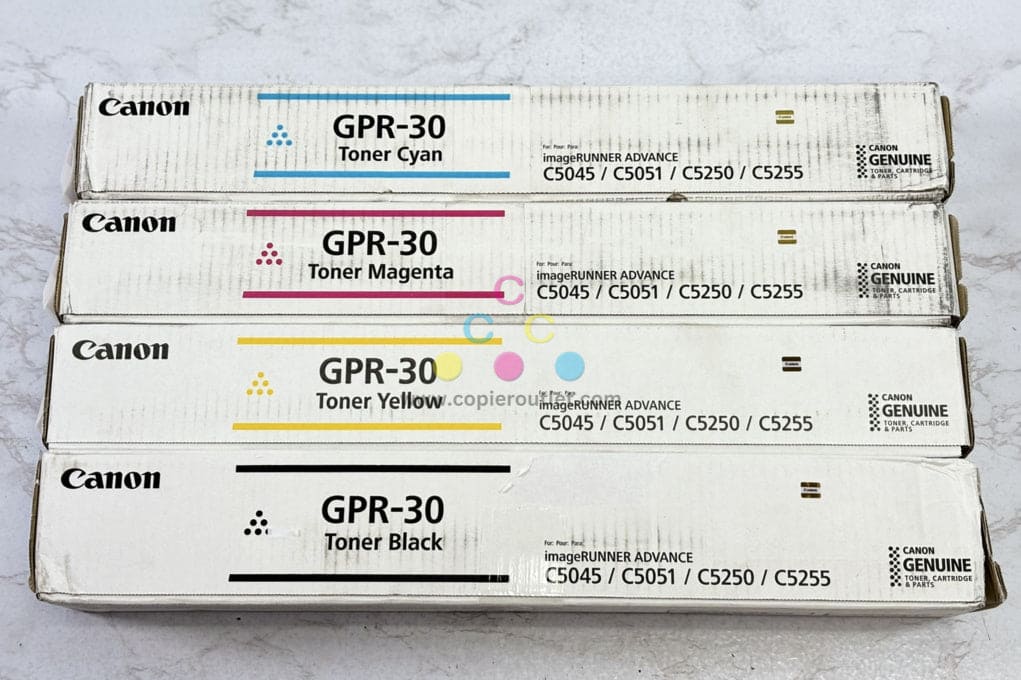 Canon
GPR-30
Toner Cyan
For: Pour: Para:
imageRUNNER ADVANCE
C5045 / C5051 / C5250 / C5255
CANON
GENUINE
TONER, CARTRIDGE
& PARTS
Canon
GPR-30
Toner Magenta
For: Pour: Para:
imageRUNNER ADVANCE
C5045 / C5051 / C5250 / C5255
CANON
GENUINE
TONER, CARTRIDGE
& PARTS
C
C C
Canon
GPR-30
Toner Yellow
www.copieroutlet.com
For: Pour: Para:
imageRUNNER ADVANCE
C5045 / C5051 / C5250 / C5255
CANON
GENUINE
TONER, CARTRIDGE
& PARTS
Canon
GPR-30
Toner Black
For: Pour: Para:
imageRUNNER ADVANCE
C5045 / C5051 / C5250 / C5255
CANON
GENUINE
TONER, CARTRIDGE
& PARTS